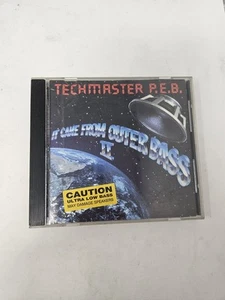 TECHMASTER P.E.B.
IT CAME FROM OUTER BASS
II
CAUTION
ULTRA LOW BASS
MAY DAMAGE SPEAKERS